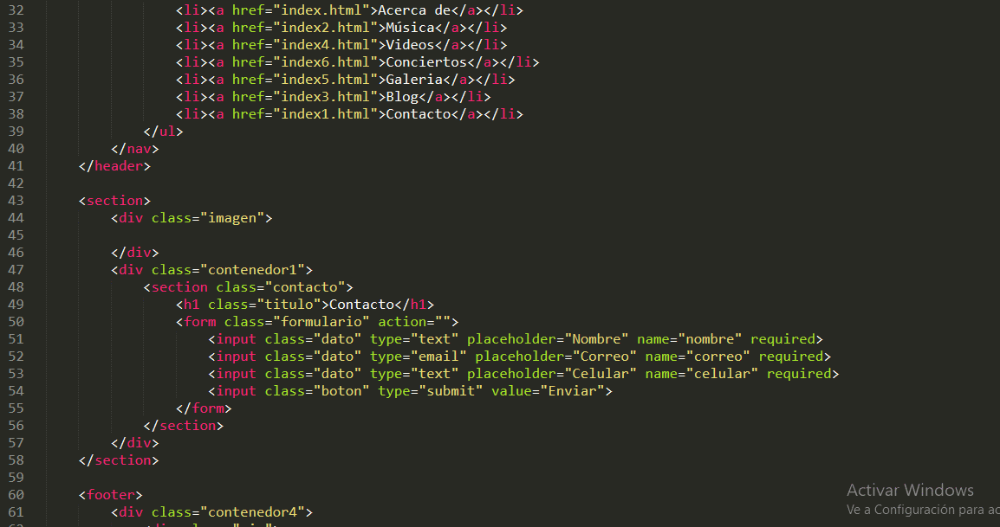 32 <li><a href="index.html">Acerca de</a></li>
33 <li><a href="index2.html">Música</a></li>
34 <li><a href="index4.html">Videos</a></li>
35 <li><a href="index6.html">Conciertos</a></li>
36 <li><a href="index5.html">Galeria</a></li>
37 <li><a href="index3.html">Blog</a></li>
38 <li><a href="index1.html">Contacto</a></li>
39 </ul>
40 </nav>
41 </header>
42
43 <section>
44 <div class="imagen">
45
46 </div>
47 <div class="contenedor1">
48 <section class="contacto">
49 <h1 class="titulo">Contacto</h1>
50 <form class="formulario" action="">
51 <input class="dato" type="text" placeholder="Nombre" name="nombre" required>
52 <input class="dato" type="email" placeholder="Correo" name="correo" required>
53 <input class="dato" type="text" placeholder="Celular" name="celular" required>
54 <input class="boton" type="submit" value="Enviar">
55 </form>
56 </section>
57 </div>
58 </section>
59
60 <footer>
61 <div class="contenedor4">
Activar Windows
Ve a Configuración para ac